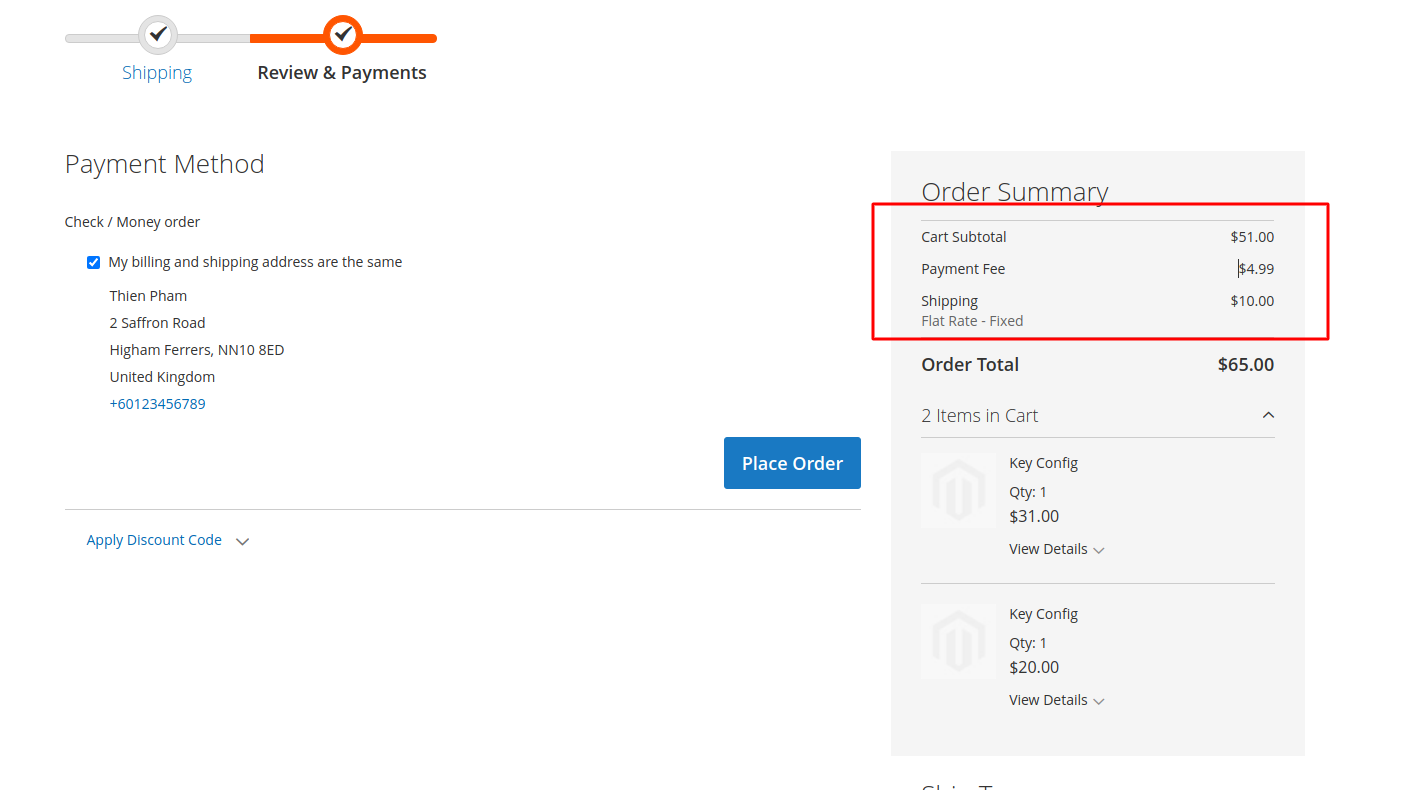 Shipping
Review & Payments
Payment Method
Check / Money order
My billing and shipping address are the same
Thien Pham
2 Saffron Road
Higham Ferrers, NN10 8ED
United Kingdom
+60123456789
Place Order
Apply Discount Code
Order Summary
Cart Subtotal $51.00
Payment Fee $4.99
Shipping $10.00
Flat Rate - Fixed
Order Total $65.00
2 Items in Cart
Key Config
Qty: 1
$31.00
View Details
Key Config
Qty: 1
$20.00
View Details